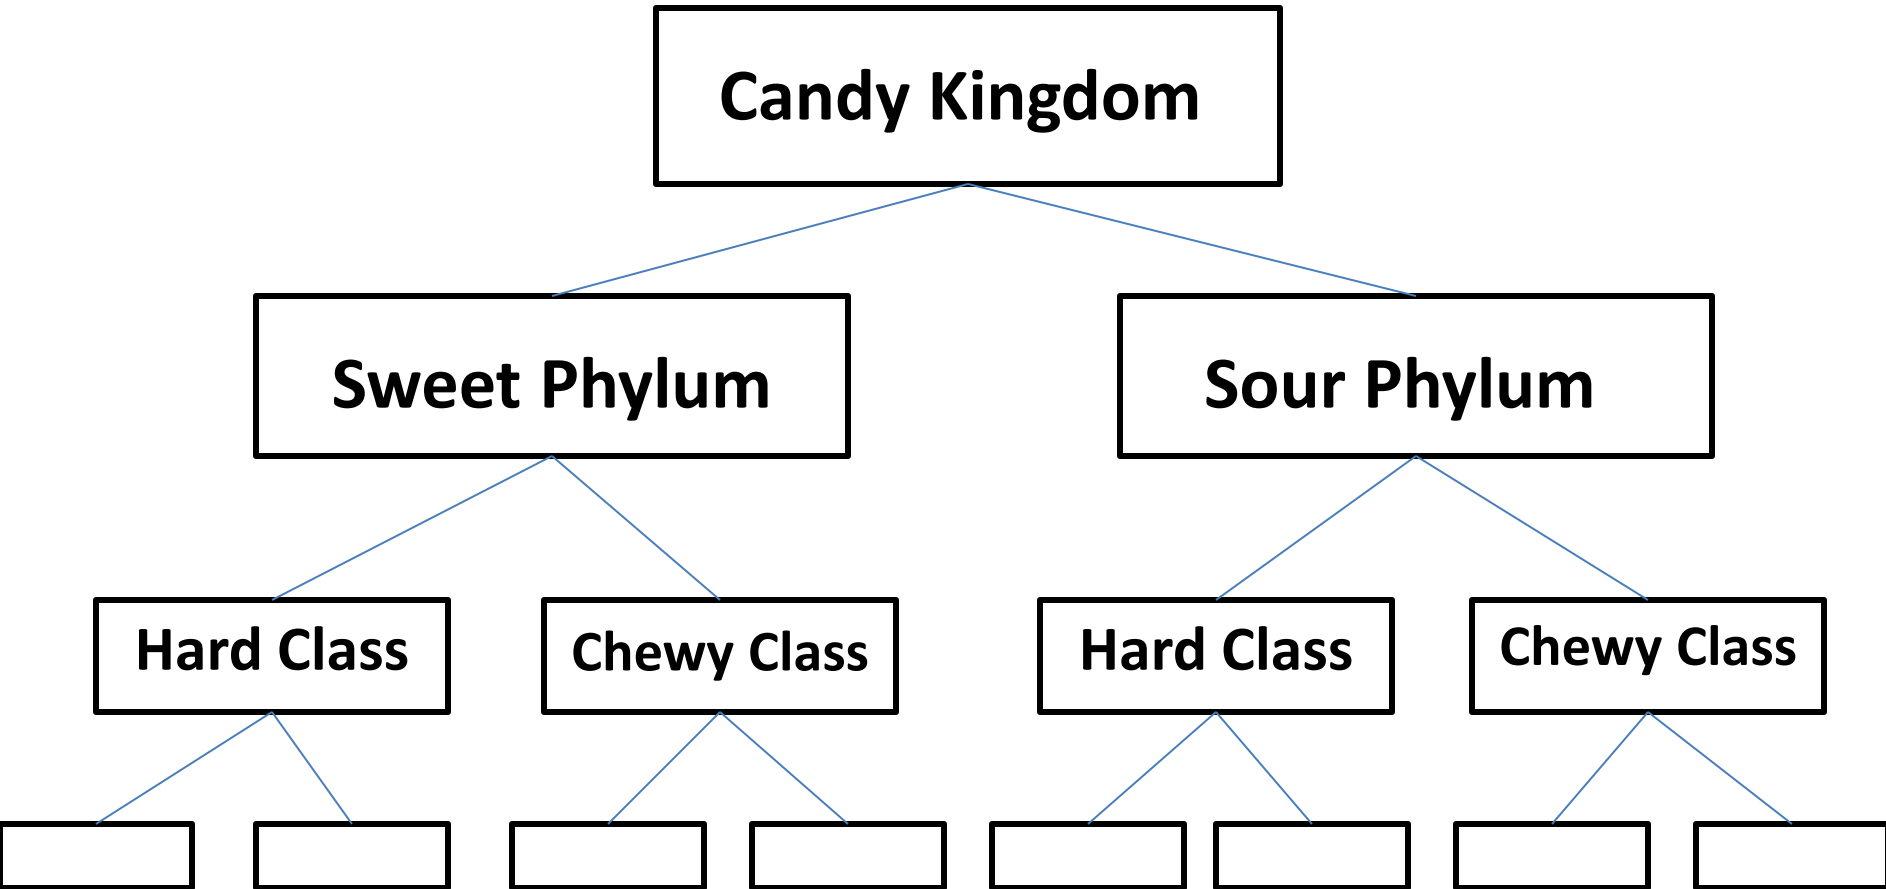 Candy Kingdom
Sweet Phylum
Sour Phylum
Hard Class
Chewy Class
Hard Class
Chewy Class